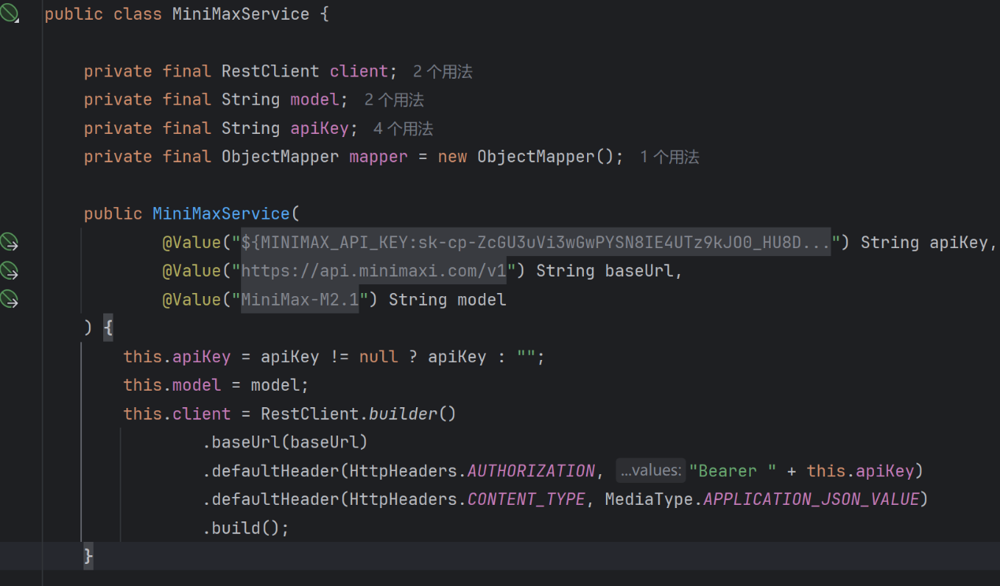 public class MiniMaxService {
private final RestClient client; 2 个用法
private final String model; 2 个用法
private final String apiKey; 4 个用法
private final ObjectMapper mapper = new ObjectMapper(); 1 个用法
public MiniMaxService(
@Value("${MINIMAX_API_KEY:sk-cp-ZcGU3uVi3wGwPYSN8IE4UTz9kJO0_HU8D...") String apiKey,
@Value("https://api.minimaxi.com/v1") String baseUrl,
@Value("MiniMax-M2.1") String model
) {
this.apiKey = apiKey != null ? apiKey : "";
this.model = model;
this.client = RestClient.builder()
.baseUrl(baseUrl)
.defaultHeader(HttpHeaders.AUTHORIZATION, ...values: "Bearer " + this.apiKey)
.defaultHeader(HttpHeaders.CONTENT_TYPE, MediaType.APPLICATION_JSON_VALUE)
.build();
}